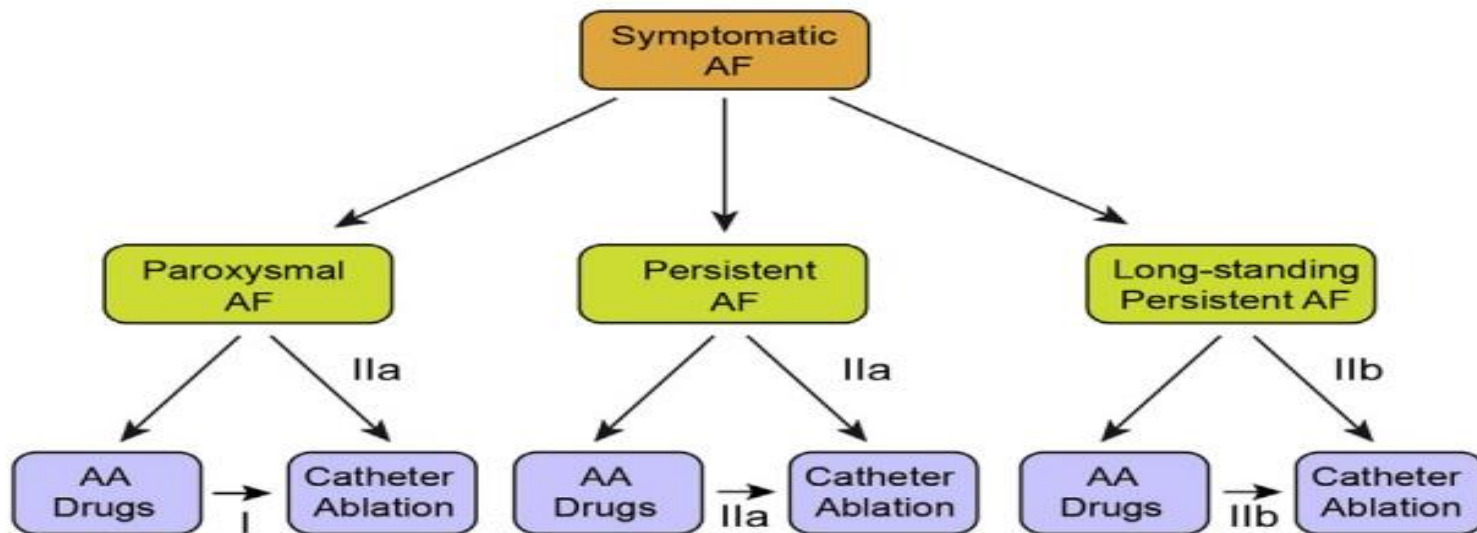 Symptomatic
AF
Paroxysmal
AF
Persistent
AF
Long-standing
Persistent AF
IIa
IIa
IIb
AA
Drugs
I
Catheter
Ablation
AA
Drugs
IIa
Catheter
Ablation
AA
Drugs
IIb
Catheter
Ablation